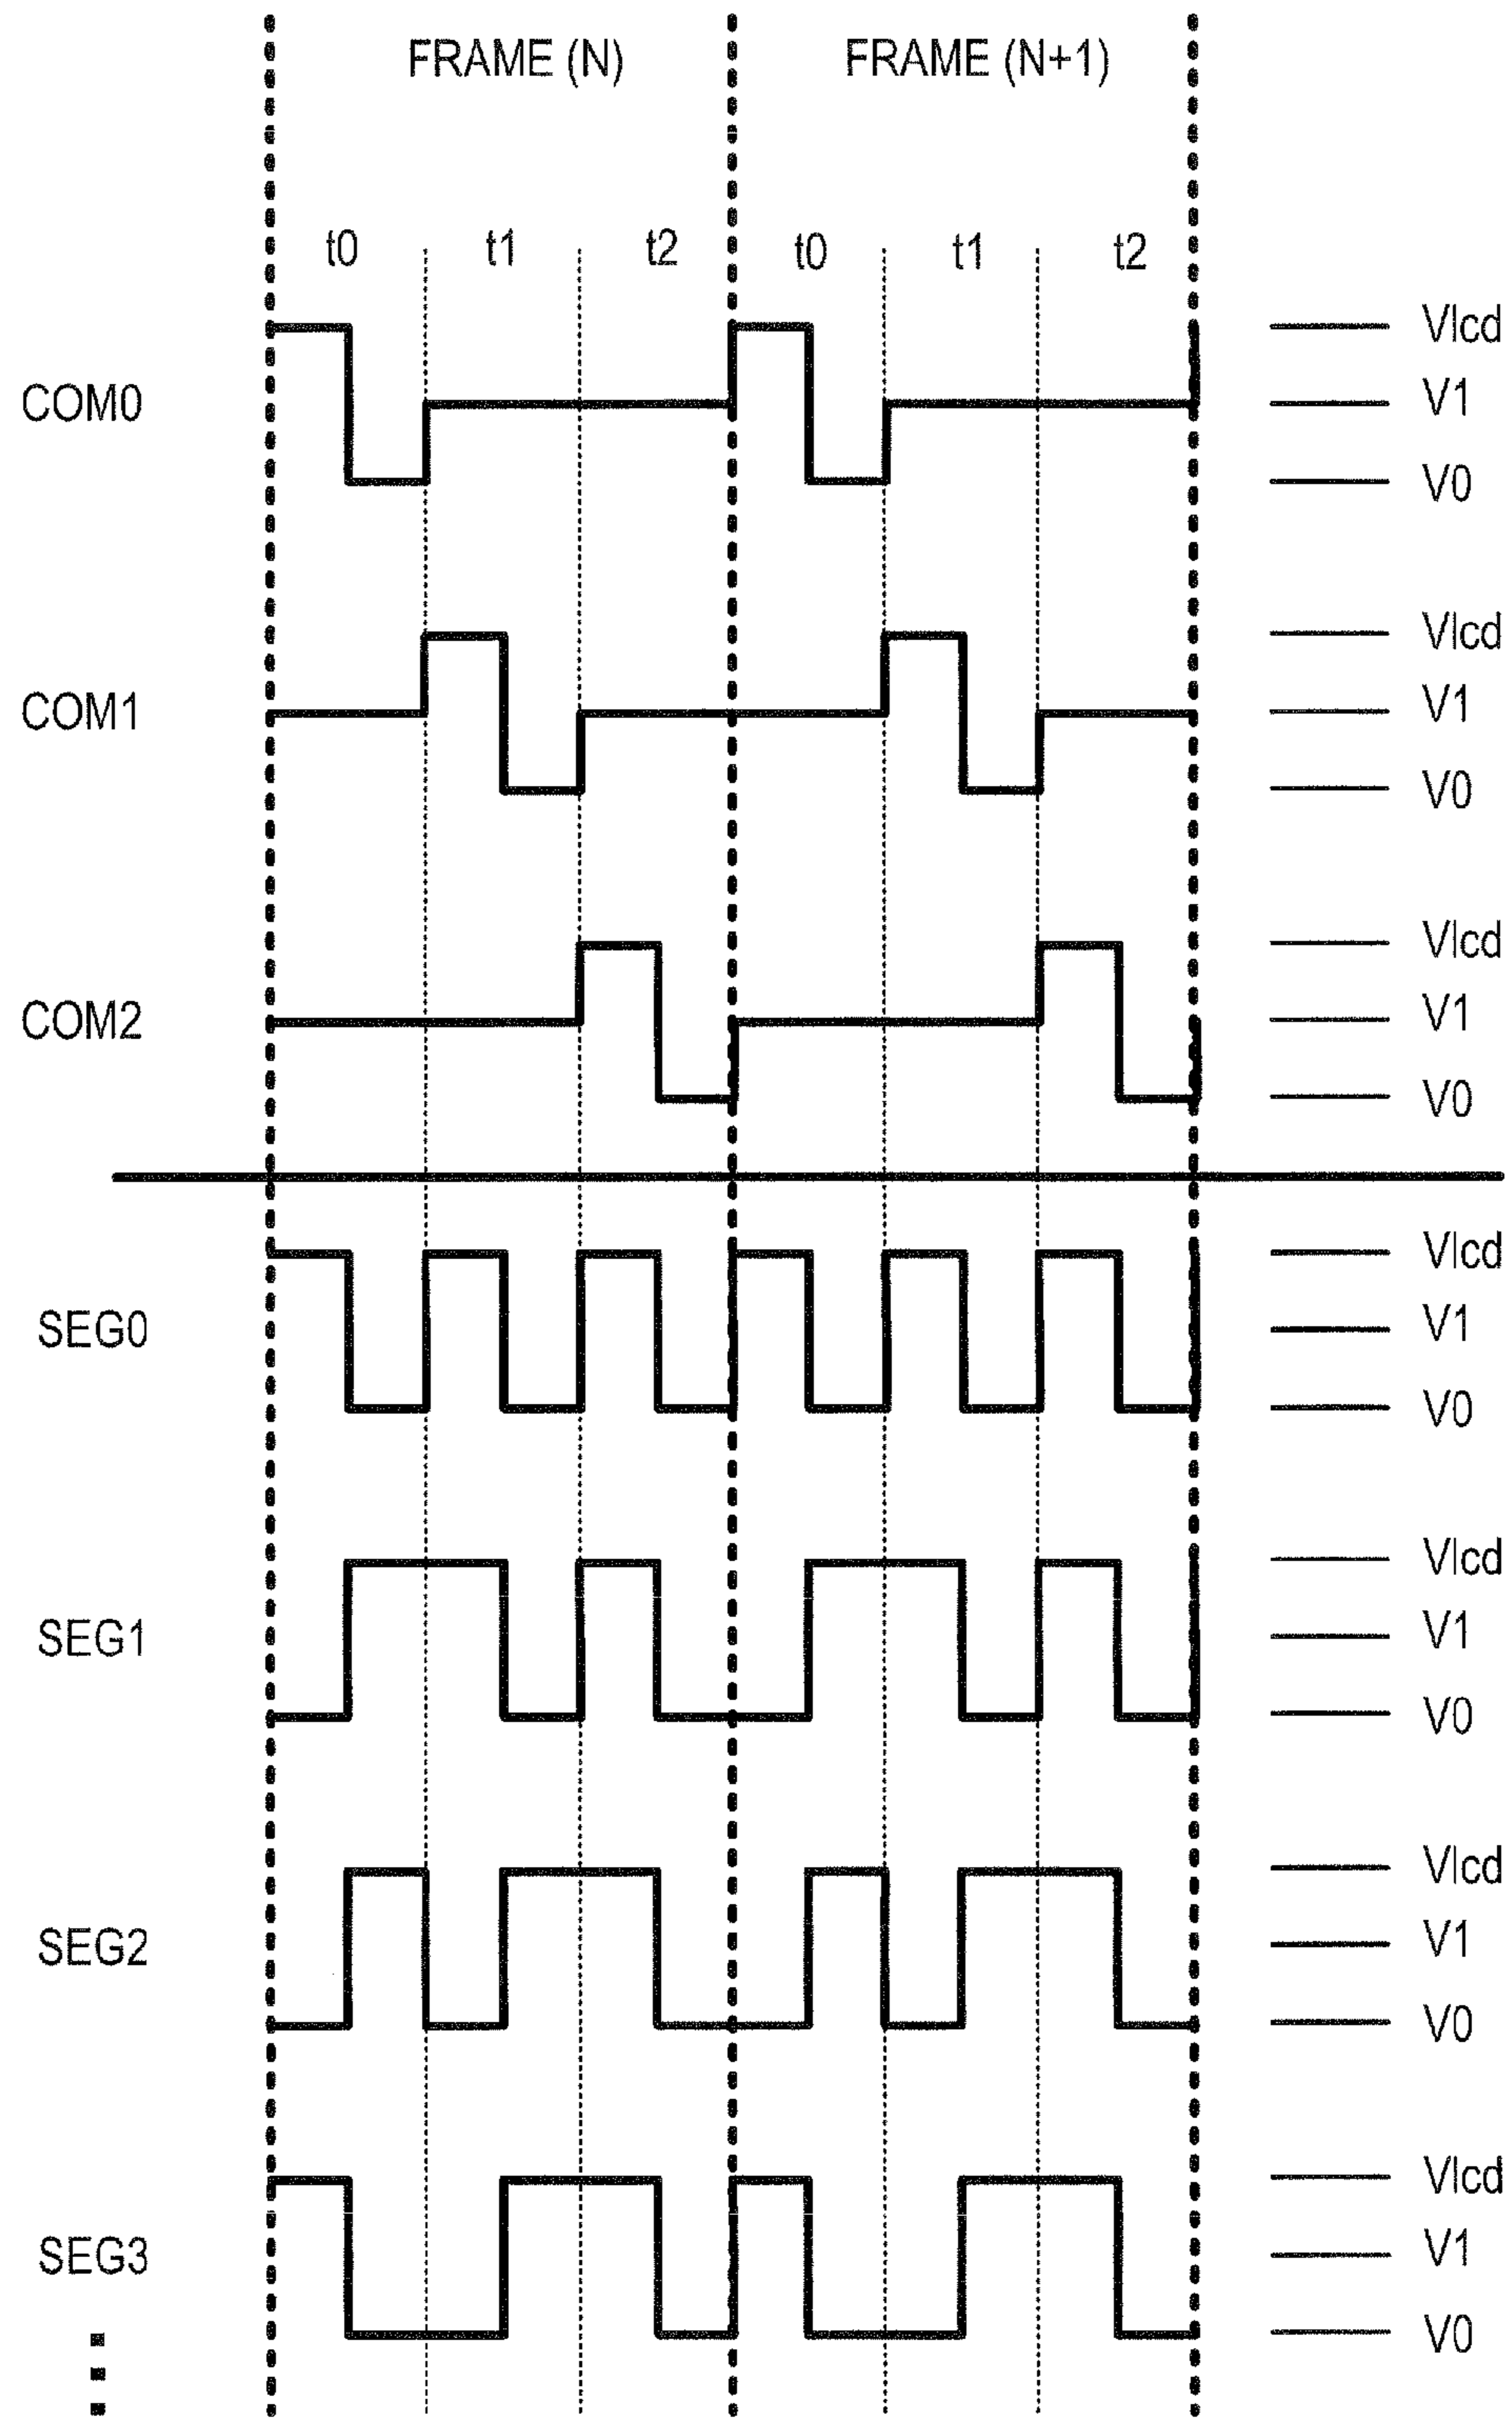 FRAME (N) FRAME (N+1)
t0 t1 t2 t0 t1 t2
Vlcd
COM0 V1
V0
Vlcd
COM1 V1
V0
Vlcd
COM2 V1
V0
Vlcd
SEG0 V1
V0
Vlcd
SEG1 V1
V0
Vlcd
SEG2 V1
V0
Vlcd
SEG3 V1
V0